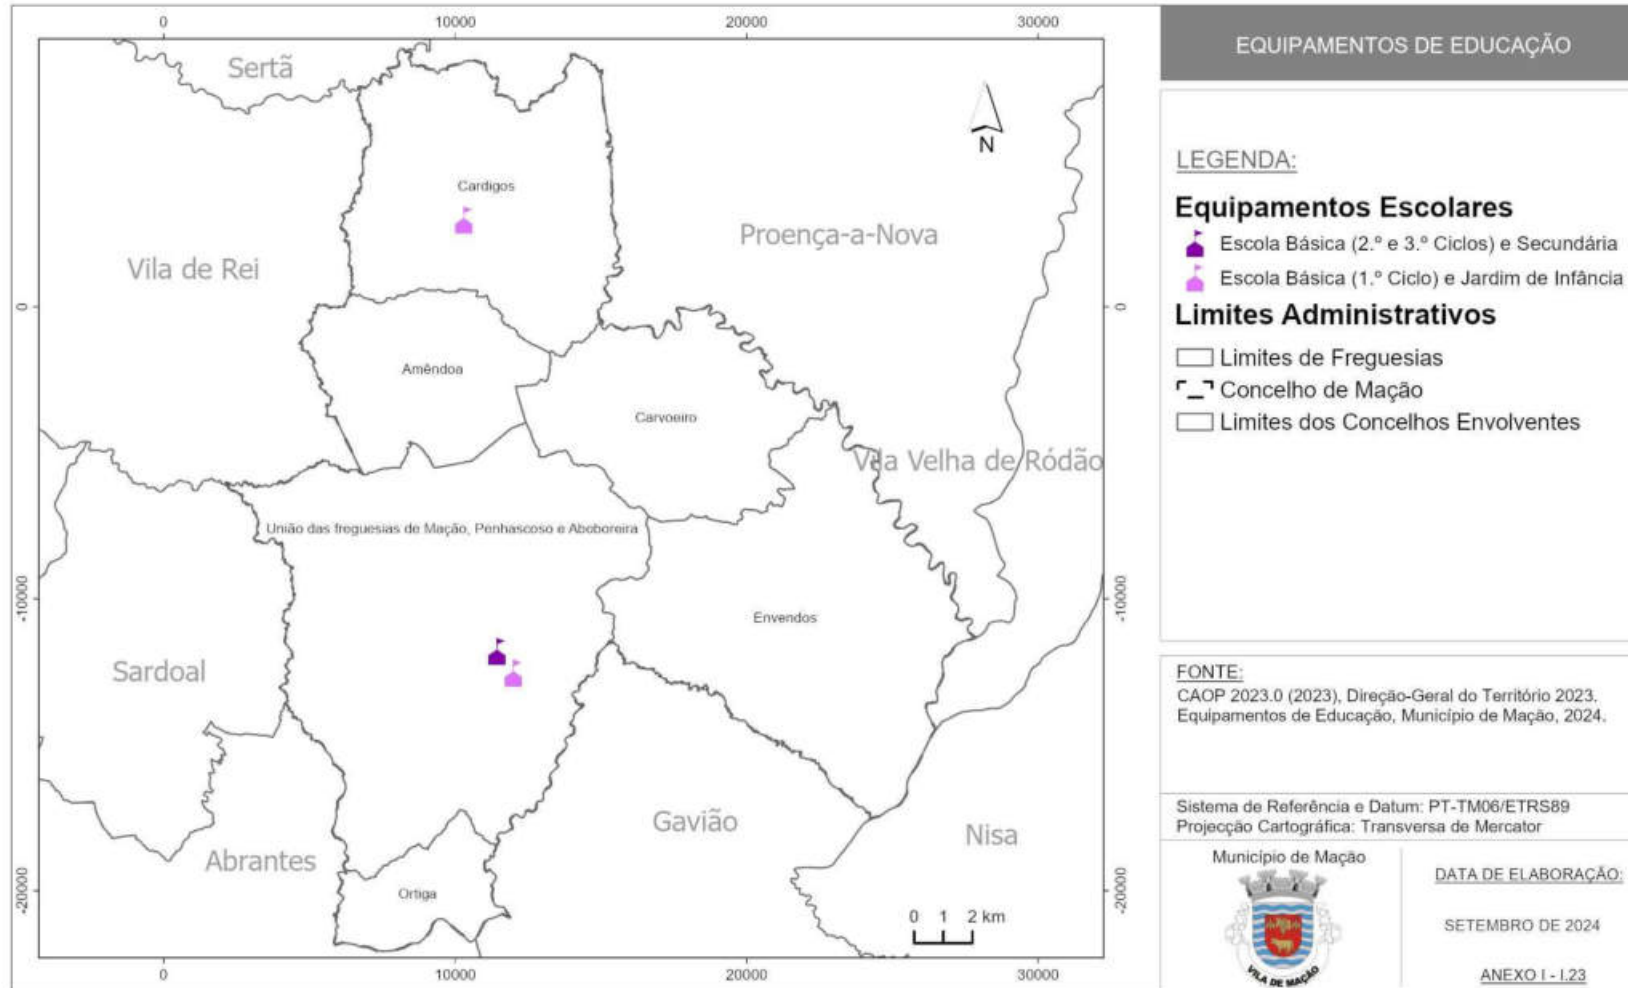 0 10000 20000 30000
Sertã
N
Cardigos
Proença-a-Nova
Vila de Rei
0 0
Amêndoa
Carvoeiro
Vila Velha de Ródão
União das freguesias de Mação, Penhascoso e Aboboreira
-10000 -10000
Envendos
Sardoal
Gavião
Nisa
Abrantes
-20000 -20000
Ortiga
0 1 2 km
0 10000 20000 30000
EQUIPAMENTOS DE EDUCAÇÃO
LEGENDA:
Equipamentos Escolares
Escola Básica (2.º e 3.º Ciclos) e Secundária
Escola Básica (1.º Ciclo) e Jardim de Infância
Limites Administrativos
Limites de Freguesias
Concelho de Mação
Limites dos Concelhos Envolventes
FONTE:
CAOP 2023.0 (2023), Direção-Geral do Território 2023.
Equipamentos de Educação, Município de Mação, 2024.
Sistema de Referência e Datum: PT-TM06/ETRS89
Projecção Cartográfica: Transversa de Mercator
Município de Mação
VILA DE MAÇÃO
DATA DE ELABORAÇÃO:
SETEMBRO DE 2024
ANEXO I - I.23